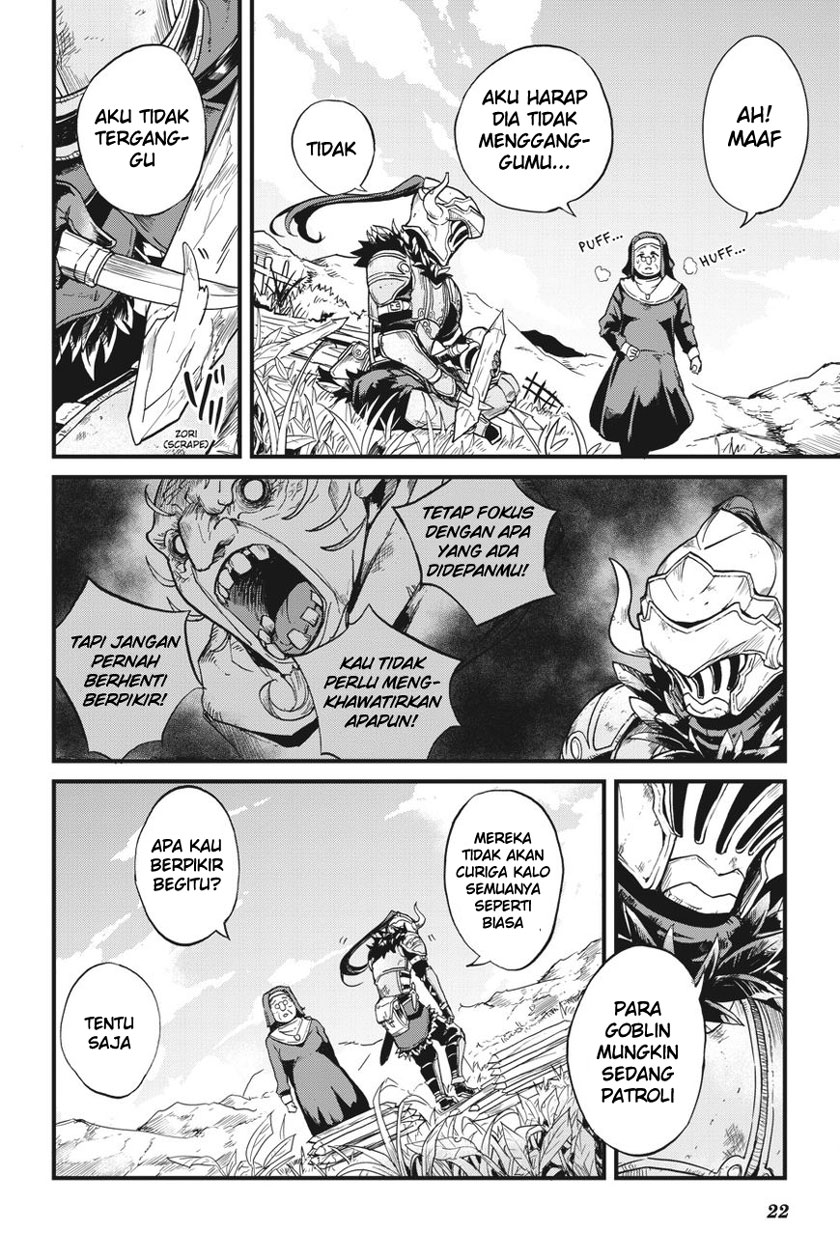 AH!
MAAF
AKU HARAP
DIA TIDAK
MENGGANG-
GUMU...
PUFF...
HUFF...
TIDAK
AKU TIDAK
TERGANG-
GU
ZORI
(SCRAPE)
TETAP FOKUS
DENGAN APA
YANG ADA
DIDEPANMU!
KAU TIDAK
PERLU MENG-
KHAWATIRKAN
APAPUN!
TAPI JANGAN
PERNAH
BERHENTI
BERPIKIR!
PARA
GOBLIN
MUNGKIN
SEDANG
PATROLI
MEREKA
TIDAK AKAN
CURIGA KALO
SEMUANYA
SEPERTI
BIASA
APA KAU
BERPIKIR
BEGITU?
TENTU
SAJA
22